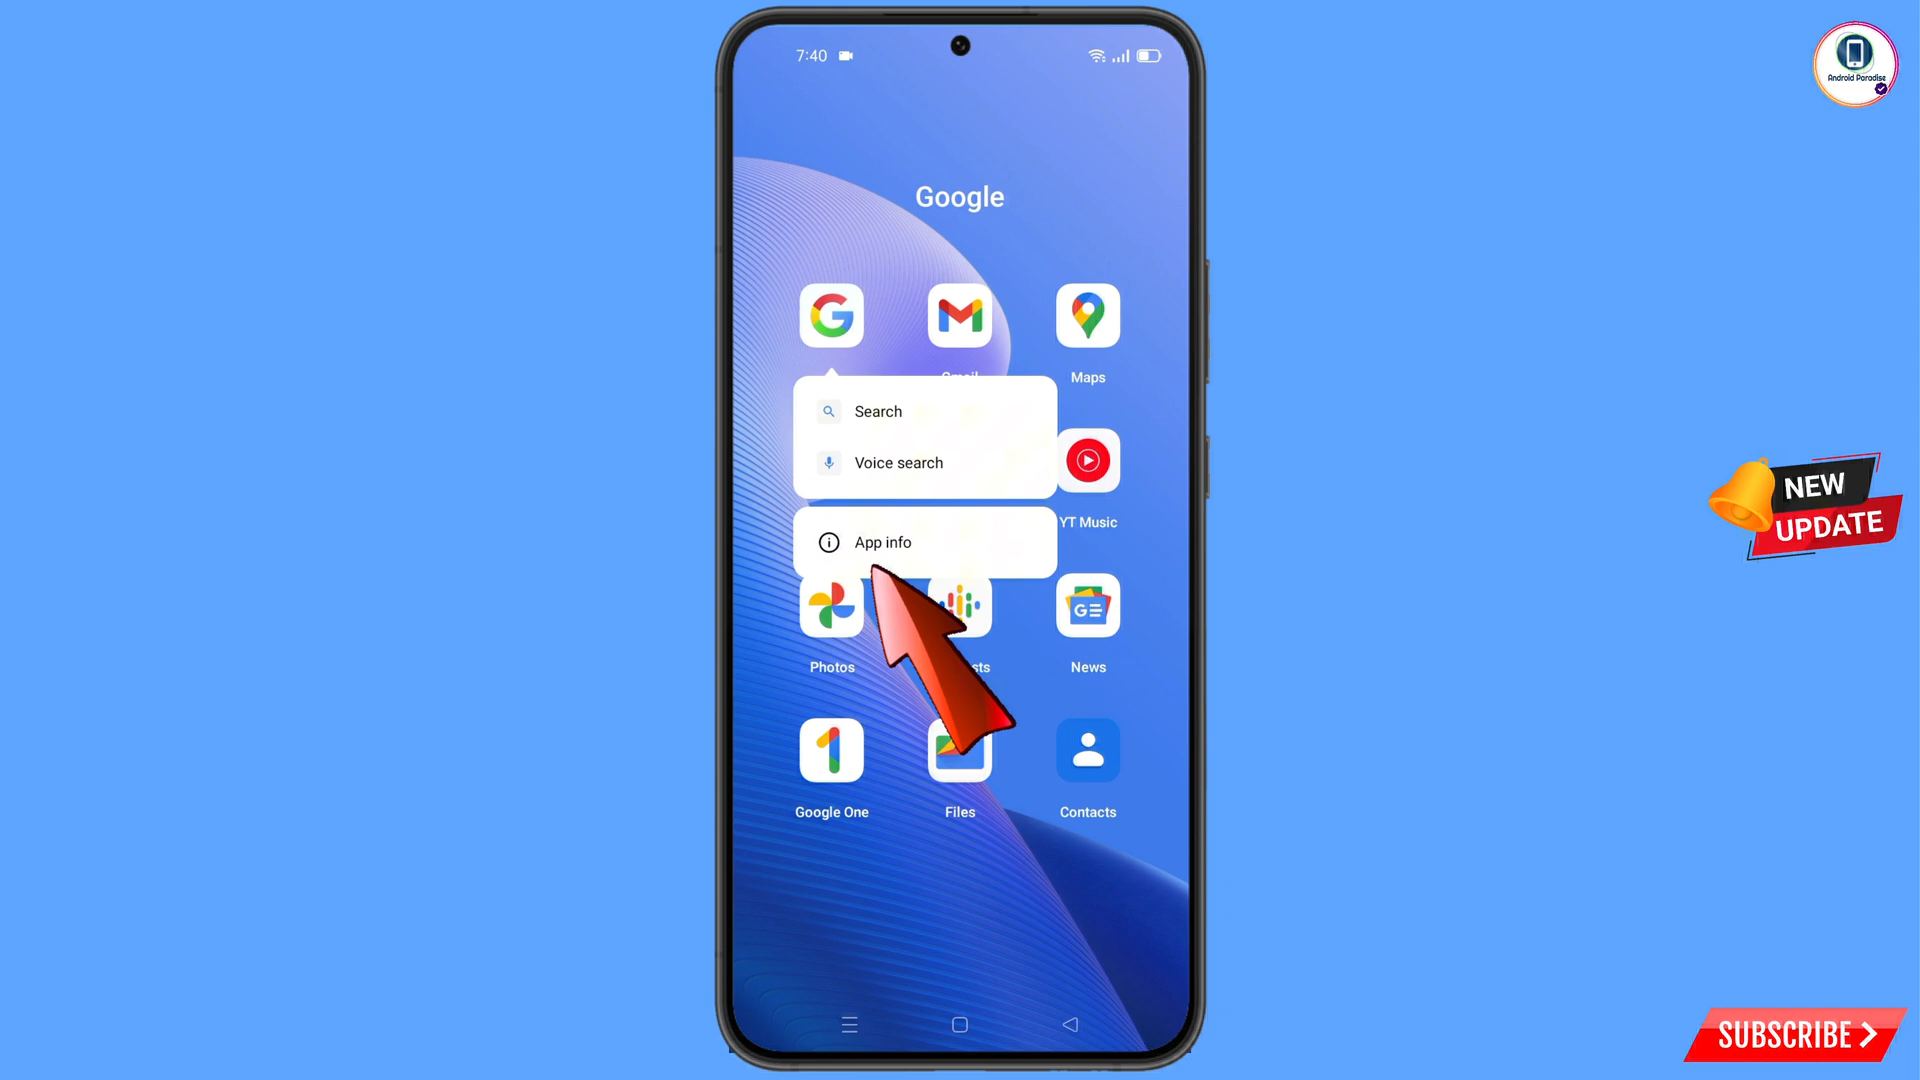 7:40
Android Paradise
Google
Maps
Search
Voice search
NEW
UPDATE
YT Music
App info
Photos
News
Google One
Files
Contacts
SUBSCRIBE